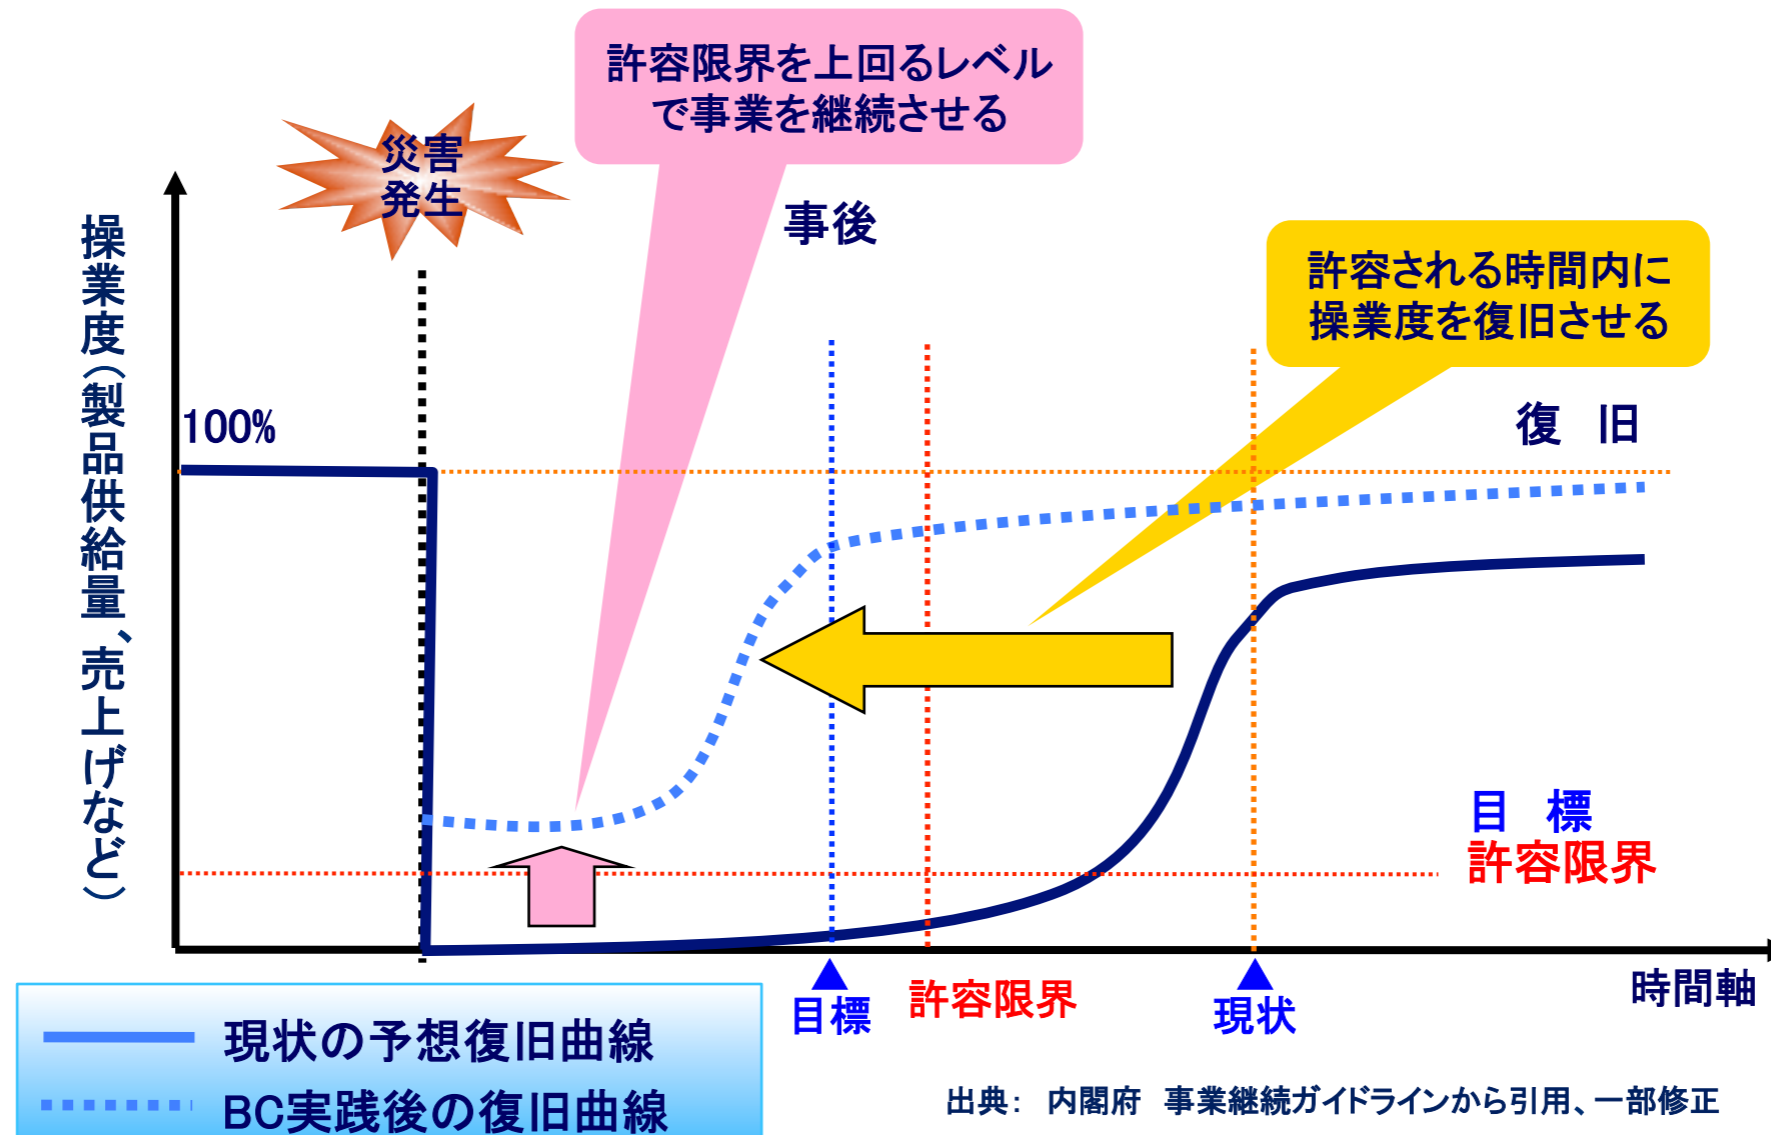 許容限界を上回るレベル
で事業を継続させる
災害
発生
事後
許容される時間内に
操業度を復旧させる
操業度（製品供給量、売上げなど）
100%
復　旧
目　標
許容限界
目標
許容限界
現状
時間軸
現状の予想復旧曲線
BC実践後の復旧曲線
出典：　内閣府　事業継続ガイドラインから引用、一部修正